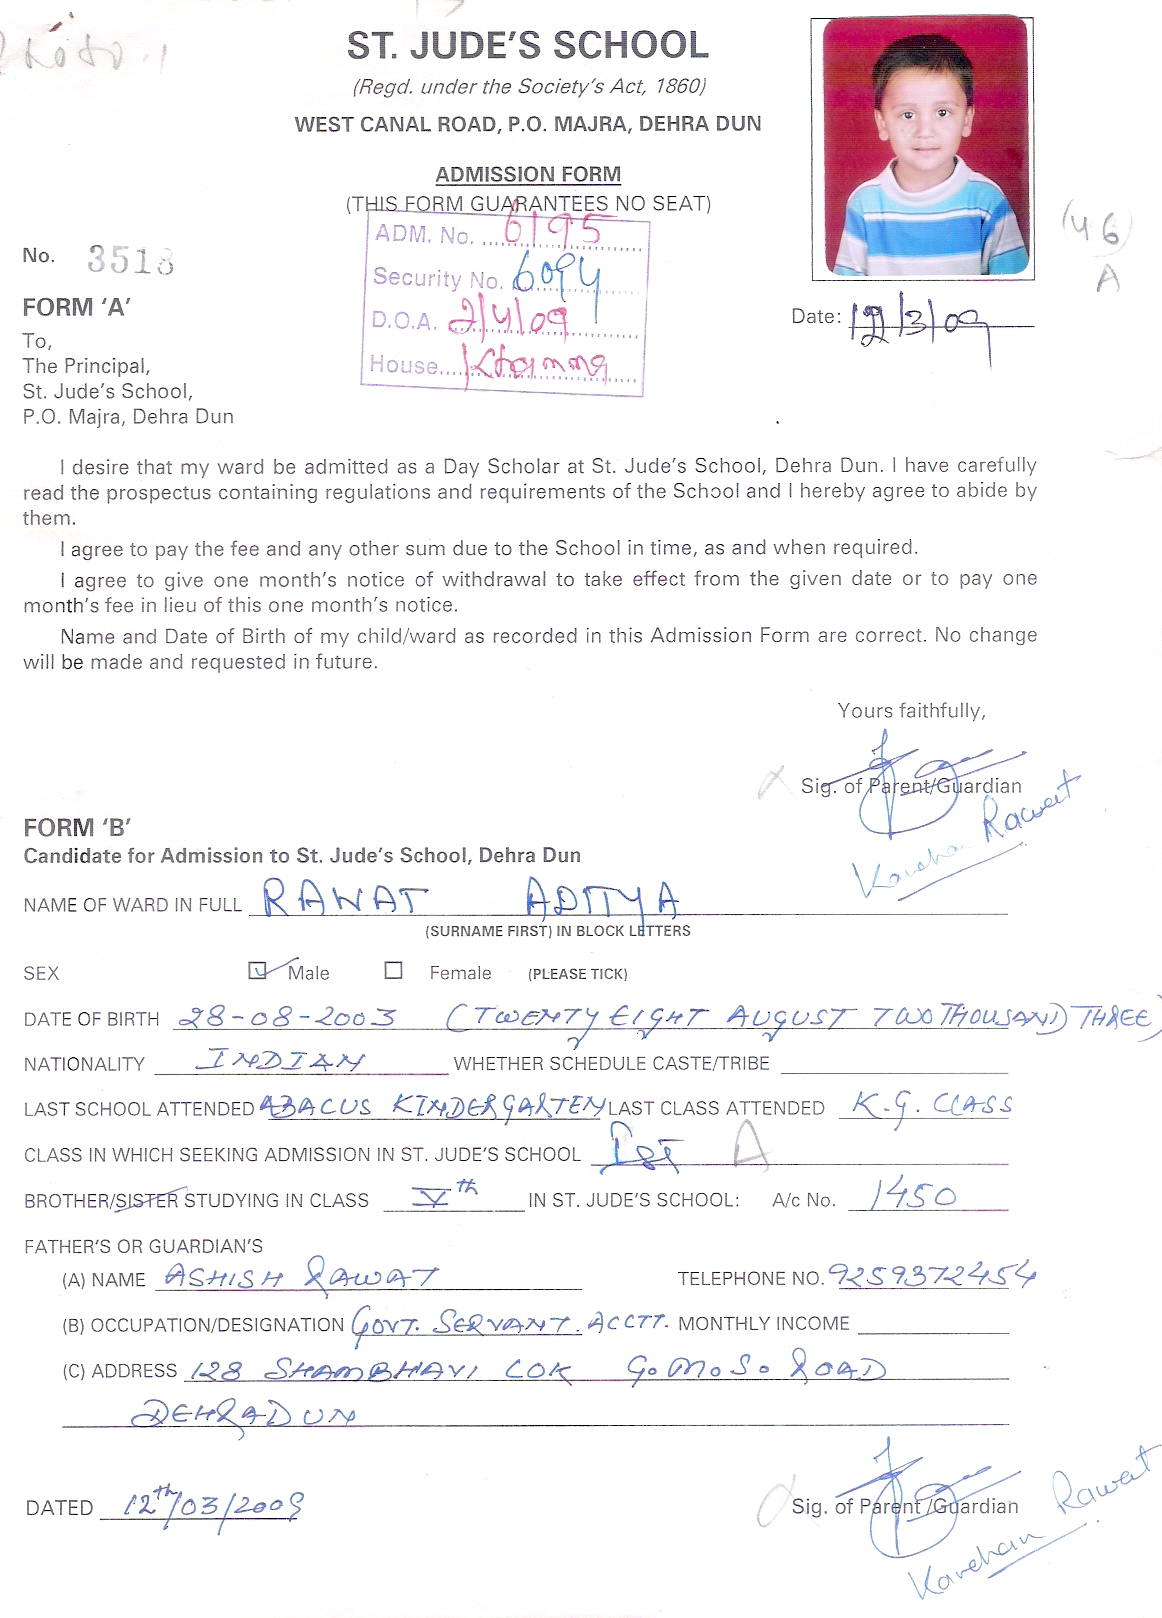 ST. JUDE'S SCHOOL
(Regd. under the Society's Act, 1860)
WEST CANAL ROAD, P.O. MAJRA, DEHRA DUN
ADMISSION FORM
(THIS FORM GUARANTEES NO SEAT)
ADM. No. 6195
Security No. 6094
D.O.A. 2/4/09
House
(46)
A
No. 3518
Date: 12/3/09
FORM 'A'
To,
The Principal,
St. Jude's School,
P.O. Majra, Dehra Dun
I desire that my ward be admitted as a Day Scholar at St. Jude's School, Dehra Dun. I have carefully
read the prospectus containing regulations and requirements of the School and I hereby agree to abide by
them.
I agree to pay the fee and any other sum due to the School in time, as and when required.
I agree to give one month's notice of withdrawal to take effect from the given date or to pay one
month's fee in lieu of this one month's notice.
Name and Date of Birth of my child/ward as recorded in this Admission Form are correct. No change
will be made and requested in future.
Yours faithfully,
Sig. of Parent/Guardian
Rawat
FORM 'B'
Candidate for Admission to St. Jude's School, Dehra Dun
NAME OF WARD IN FULL RAWAT ADITYA
(SURNAME FIRST) IN BLOCK LETTERS
SEX Male Female (PLEASE TICK)
DATE OF BIRTH 28-08-2003 (TWENTY EIGHT AUGUST TWO THOUSAND THREE)
NATIONALITY INDIAN WHETHER SCHEDULE CASTE/TRIBE
LAST SCHOOL ATTENDED ABACUS KINDERGARTEN LAST CLASS ATTENDED K.G. CLASS
CLASS IN WHICH SEEKING ADMISSION IN ST. JUDE'S SCHOOL Ist A
BROTHER/SISTER STUDYING IN CLASS Vth IN ST. JUDE'S SCHOOL: A/c No. 1450
FATHER'S OR GUARDIAN'S
(A) NAME ASHISH RAWAT TELEPHONE NO. 9259372454
(B) OCCUPATION/DESIGNATION GOVT. SERVANT. ACCTT. MONTHLY INCOME
(C) ADDRESS 128 SHAMBHAVI LOK GOMOSO ROAD
DEHRADUN
DATED 12th/03/2009
Sig. of Parent /Guardian
Rawat